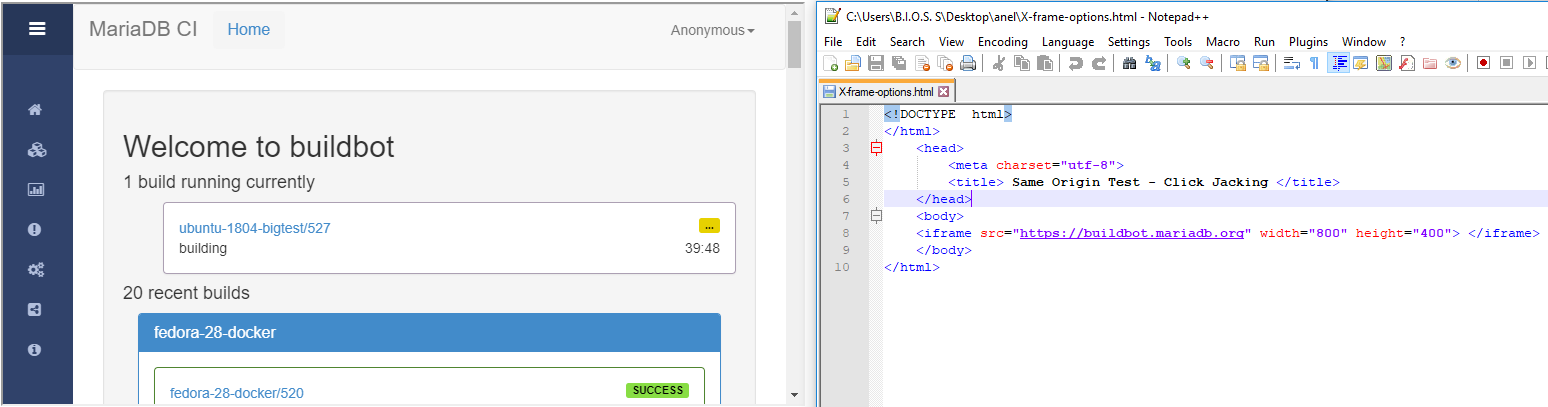 MariaDB CI Home Anonymous
Welcome to buildbot
1 build running currently
ubuntu-1804-bigtest/527 ...
building 39:48
20 recent builds
fedora-28-docker
fedora-28-docker/520 SUCCESS
C:\Users\B.I.O.S. S\Desktop\anel\X-frame-options.html - Notepad++
File Edit Search View Encoding Language Settings Tools Macro Run Plugins Window ?
X-frame-options.html
1 <!DOCTYPE html>
2 </html>
3 <head>
4 <meta charset="utf-8">
5 <title> Same Origin Test - Click Jacking </title>
6 </head>
7 <body>
8 <iframe src="https://buildbot.mariadb.org" width="800" height="400"> </iframe>
9 </body>
10 </html>